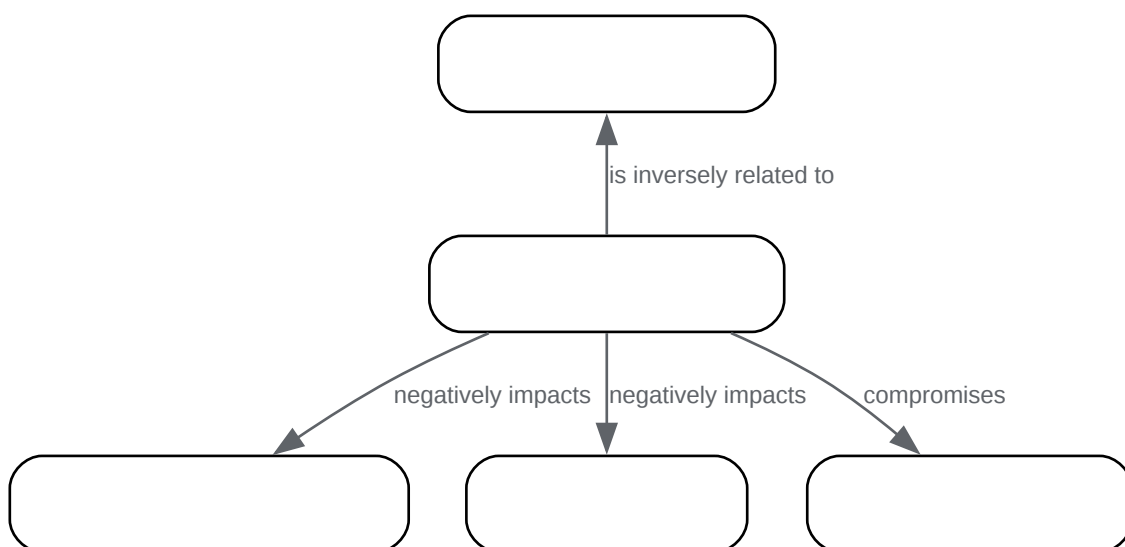 is inversely related to
negatively impacts
negatively impacts
compromises